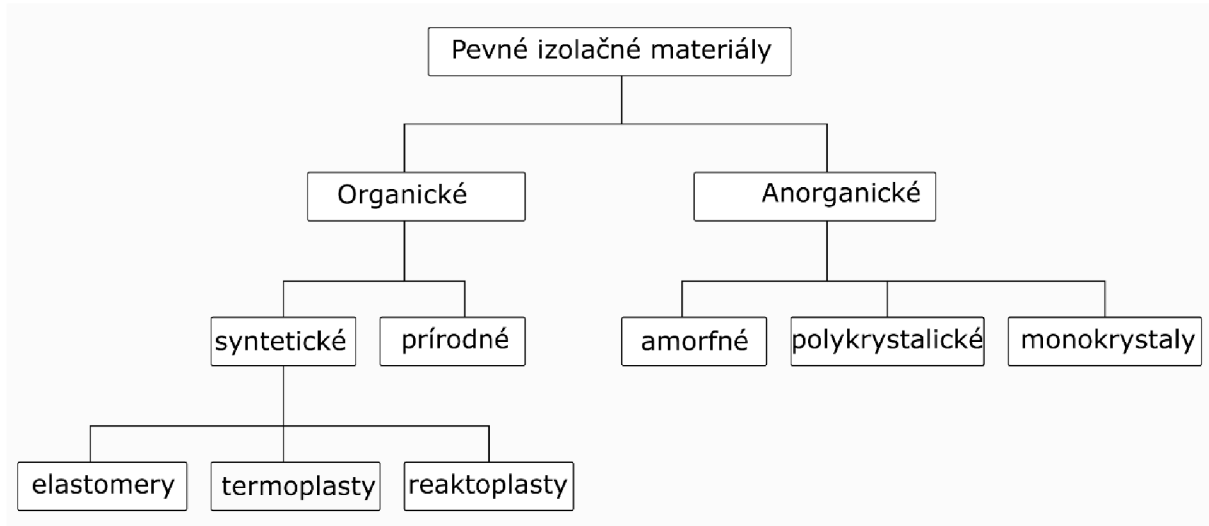 Pevné izolačné materiály
Organické
Anorganické
syntetické
prírodné
amorfné
polykrystalické
monokrystaly
elastomery
termoplasty
reaktoplasty